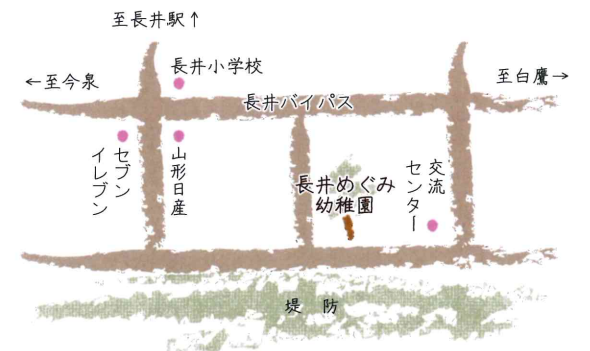 至長井駅↑
長井小学校
←至今泉
至白鷹→
長井バイパス
セブン
イレブン
山形日産
長井めぐみ
幼稚園
交流
センター
堤 防